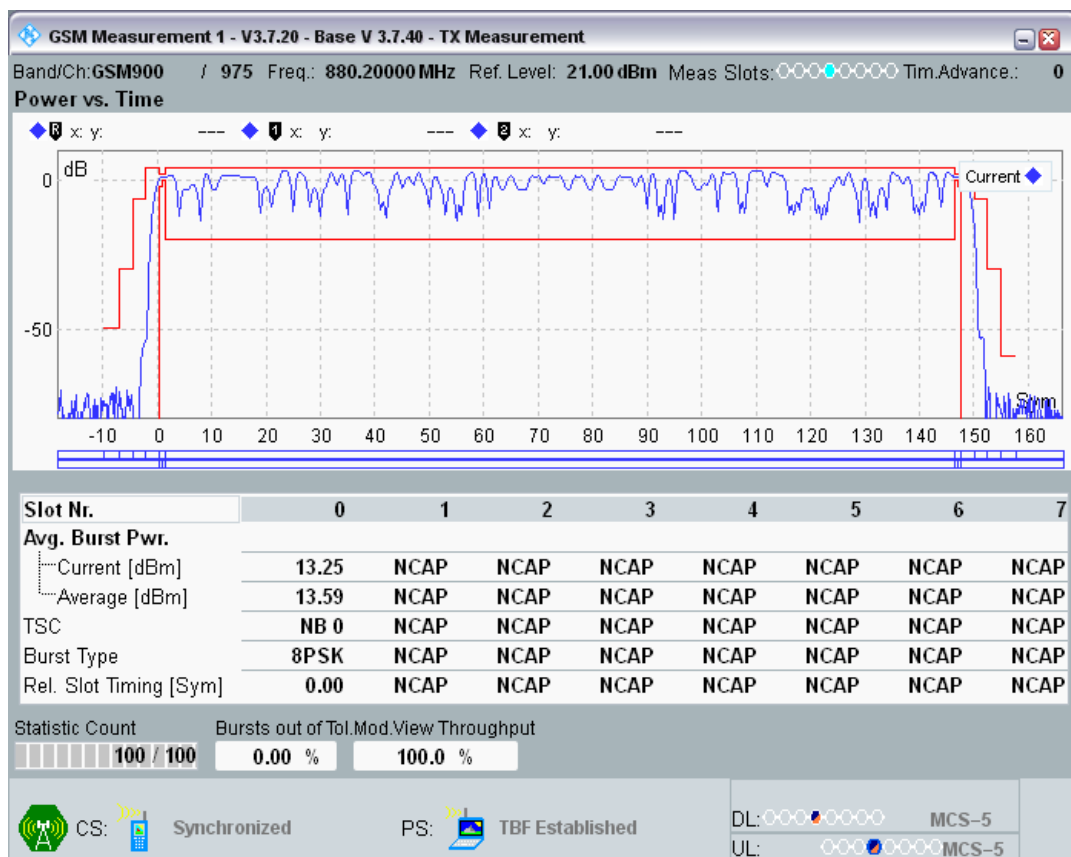 GSM Measurement 1 - V3.7.20 - Base V 3.7.40 - TX Measurement
Band/Ch:GSM900 / 975 Freq.: 880.20000 MHz Ref. Level: 21.00 dBm Meas Slots: Tim.Advance.: 0
Power vs. Time
R x: y: --- 1 x: y: --- 2 x: y: ---
dB
Current
0
-50
Sym
-10 0 10 20 30 40 50 60 70 80 90 100 110 120 130 140 150 160
Slot Nr. 0 1 2 3 4 5 6 7
Avg. Burst Pwr.
Current [dBm] 13.25 NCAP NCAP NCAP NCAP NCAP NCAP NCAP
Average [dBm] 13.59 NCAP NCAP NCAP NCAP NCAP NCAP NCAP
TSC NB 0 NCAP NCAP NCAP NCAP NCAP NCAP NCAP
Burst Type 8PSK NCAP NCAP NCAP NCAP NCAP NCAP NCAP
Rel. Slot Timing [Sym] 0.00 NCAP NCAP NCAP NCAP NCAP NCAP NCAP
Statistic Count Bursts out of Tol.Mod.View Throughput
100 / 100 0.00 % 100.0 %
CS: Synchronized PS: TBF Established
DL: MCS-5
UL: MCS-5